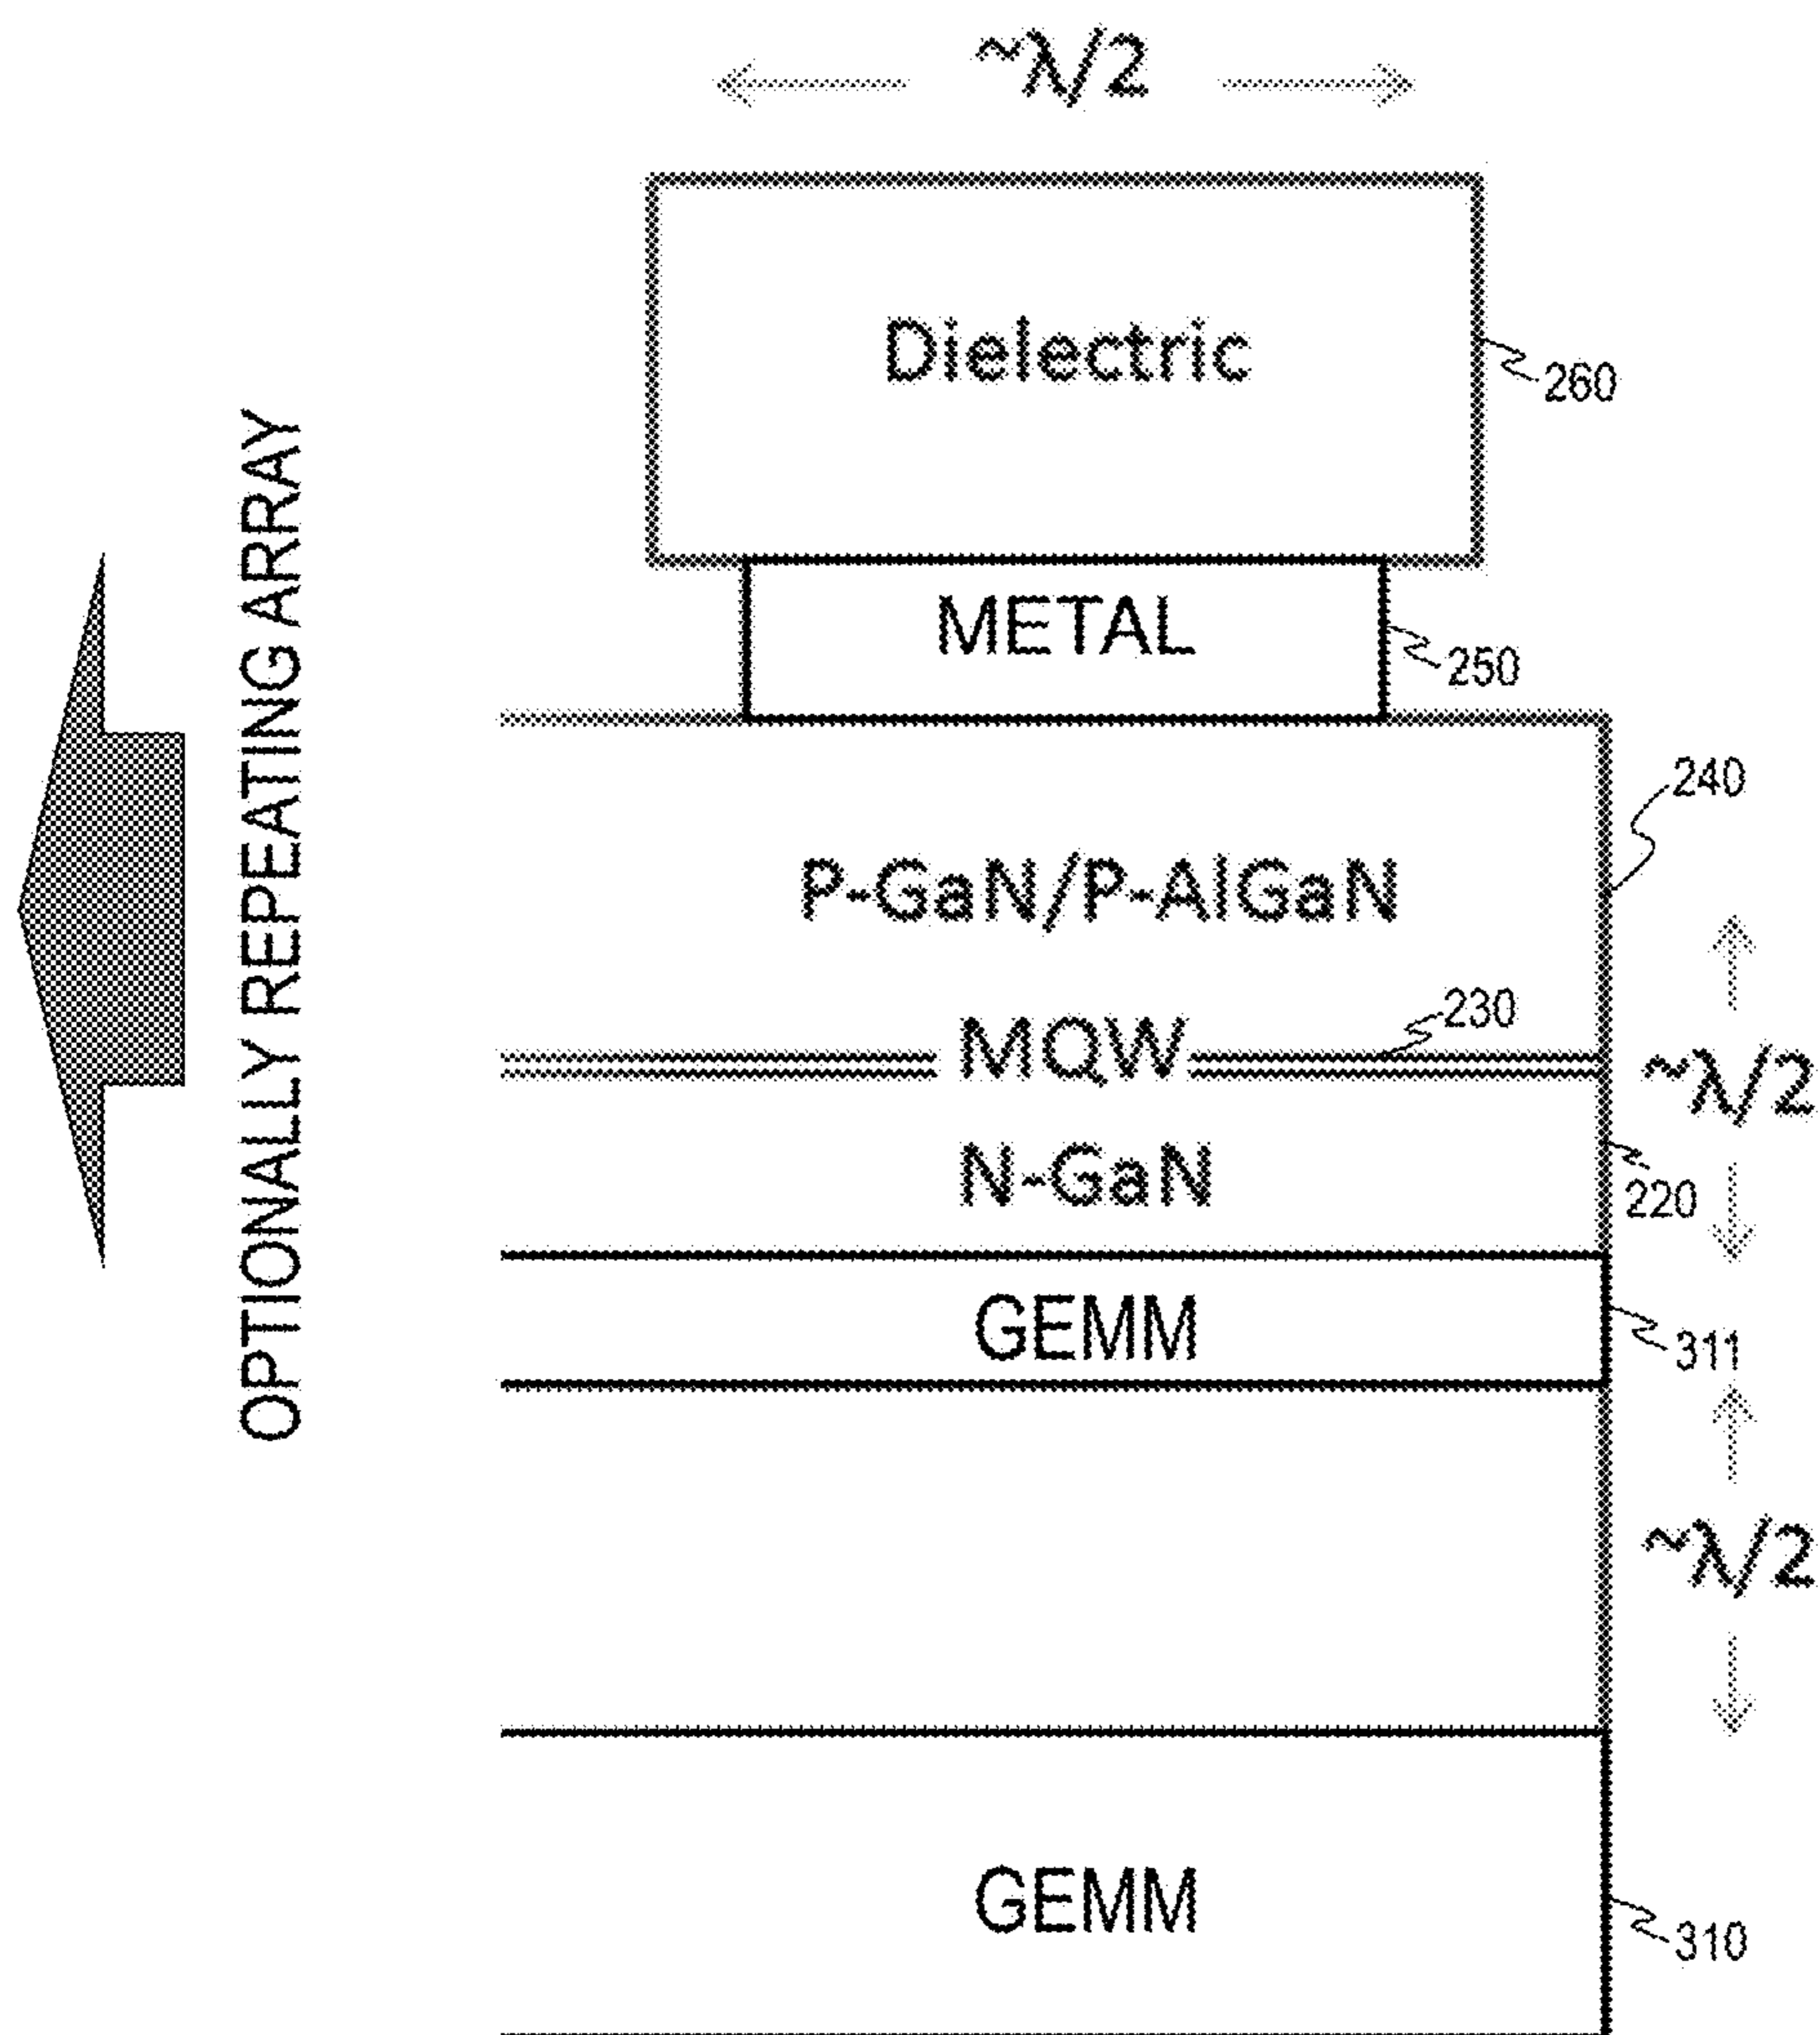 ~λ/2
Dielectric
260
METAL
250
OPTIONALLY REPEATING ARRAY
240
P-GaN/P-AlGaN
230
MQW
~λ/2
N-GaN
220
GEMM
311
~λ/2
GEMM
310